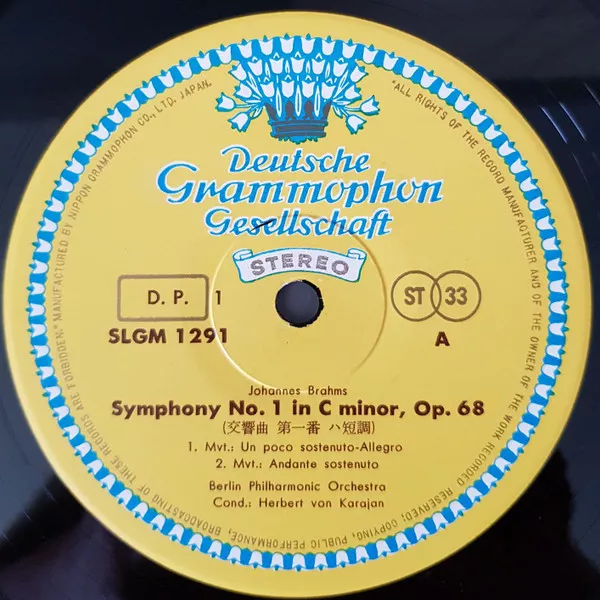 "ALL RIGHTS OF THE RECORD MANUFACTURER AND OF THE OWNER OF THE WORK RECORDED RESERVED; COPYING, PUBLIC PERFORMANCE, BROADCASTING OF THESE RECORDS ARE FORBIDDEN." MANUFACTURED BY NIPPON GRAMMOPHON CO., LTD. JAPAN.
Deutsche
Grammophon
Gesellschaft
STEREO
D. P. 1
ST 33
SLGM 1291
A
Johannes Brahms
Symphony No. 1 in C minor, Op. 68
(交響曲 第一番 ハ短調)
1. Mvt.: Un poco sostenuto-Allegro
2. Mvt.: Andante sostenuto
Berlin Philharmonic Orchestra
Cond.: Herbert von Karajan